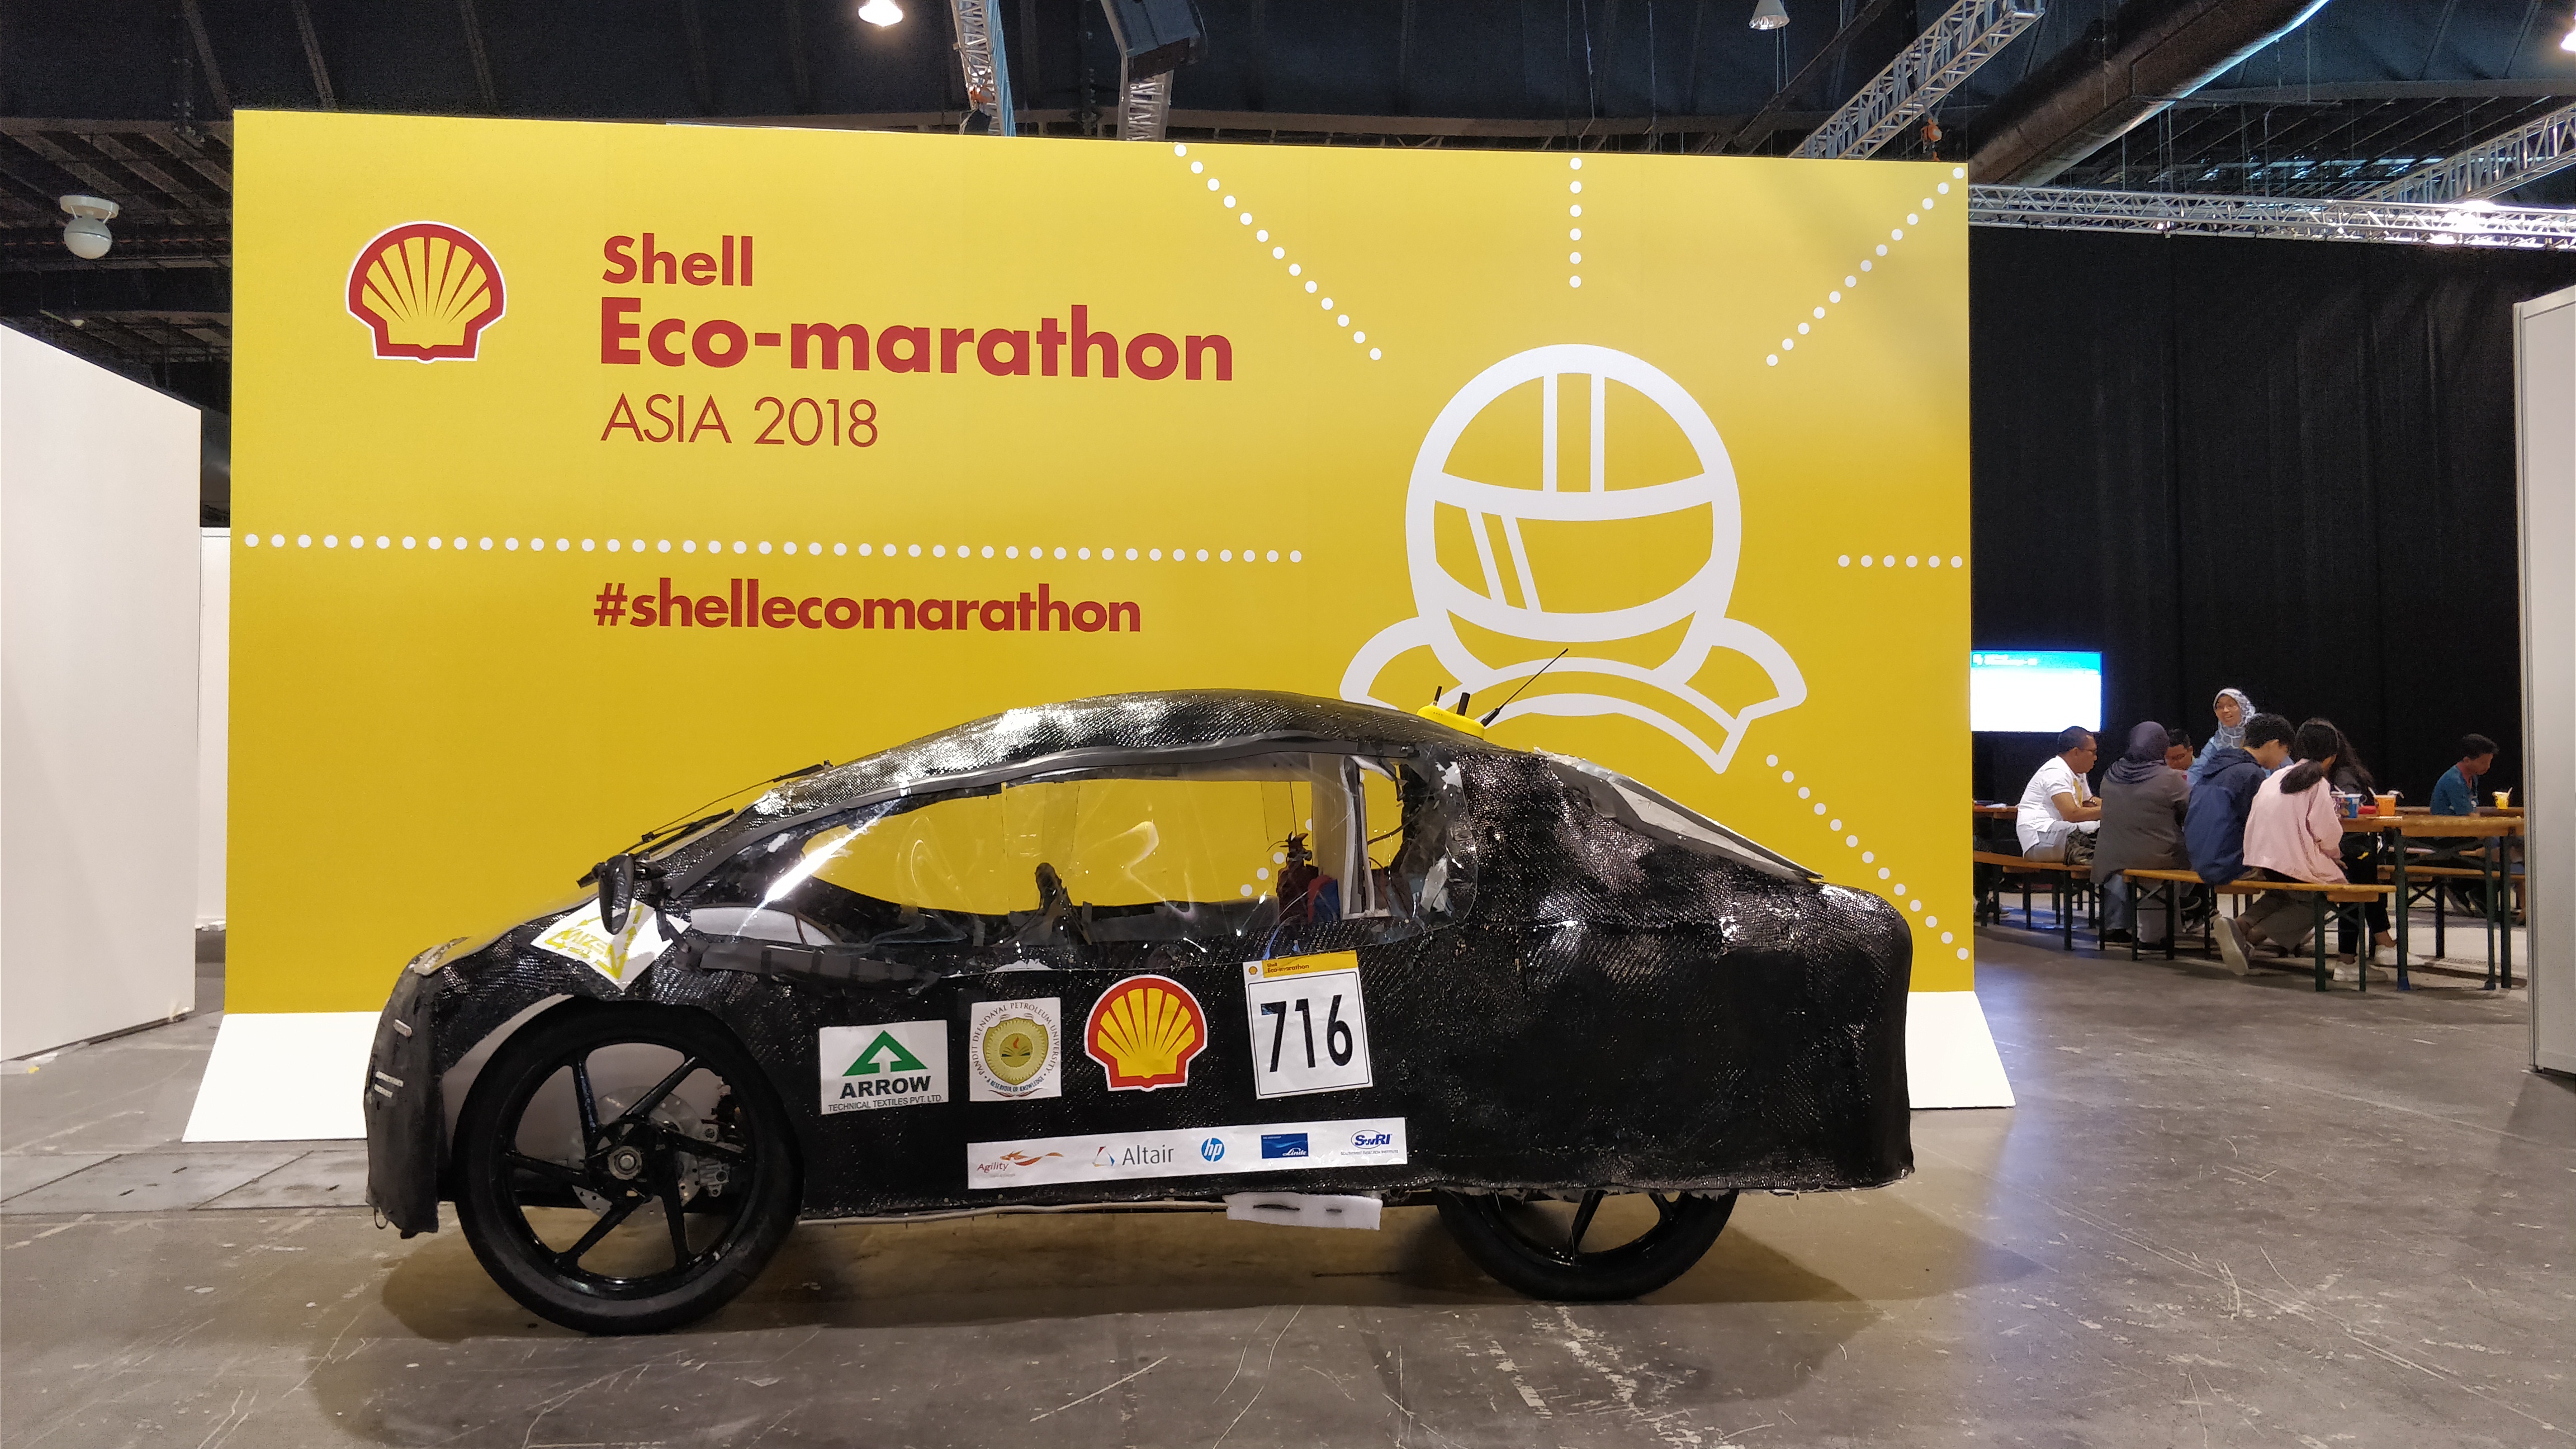 Shell
Eco-marathon
ASIA 2018
#shellecomarathon
ARROW
TECHNICAL TEXTILES PVT. LTD.
PANDIT DEENDAYAL PETROLEUM UNIVERSITY
A RESERVOIR OF KNOWLEDGE
Shell
Eco-marathon
716
Agility
Altair
hp
Linde
SwRI